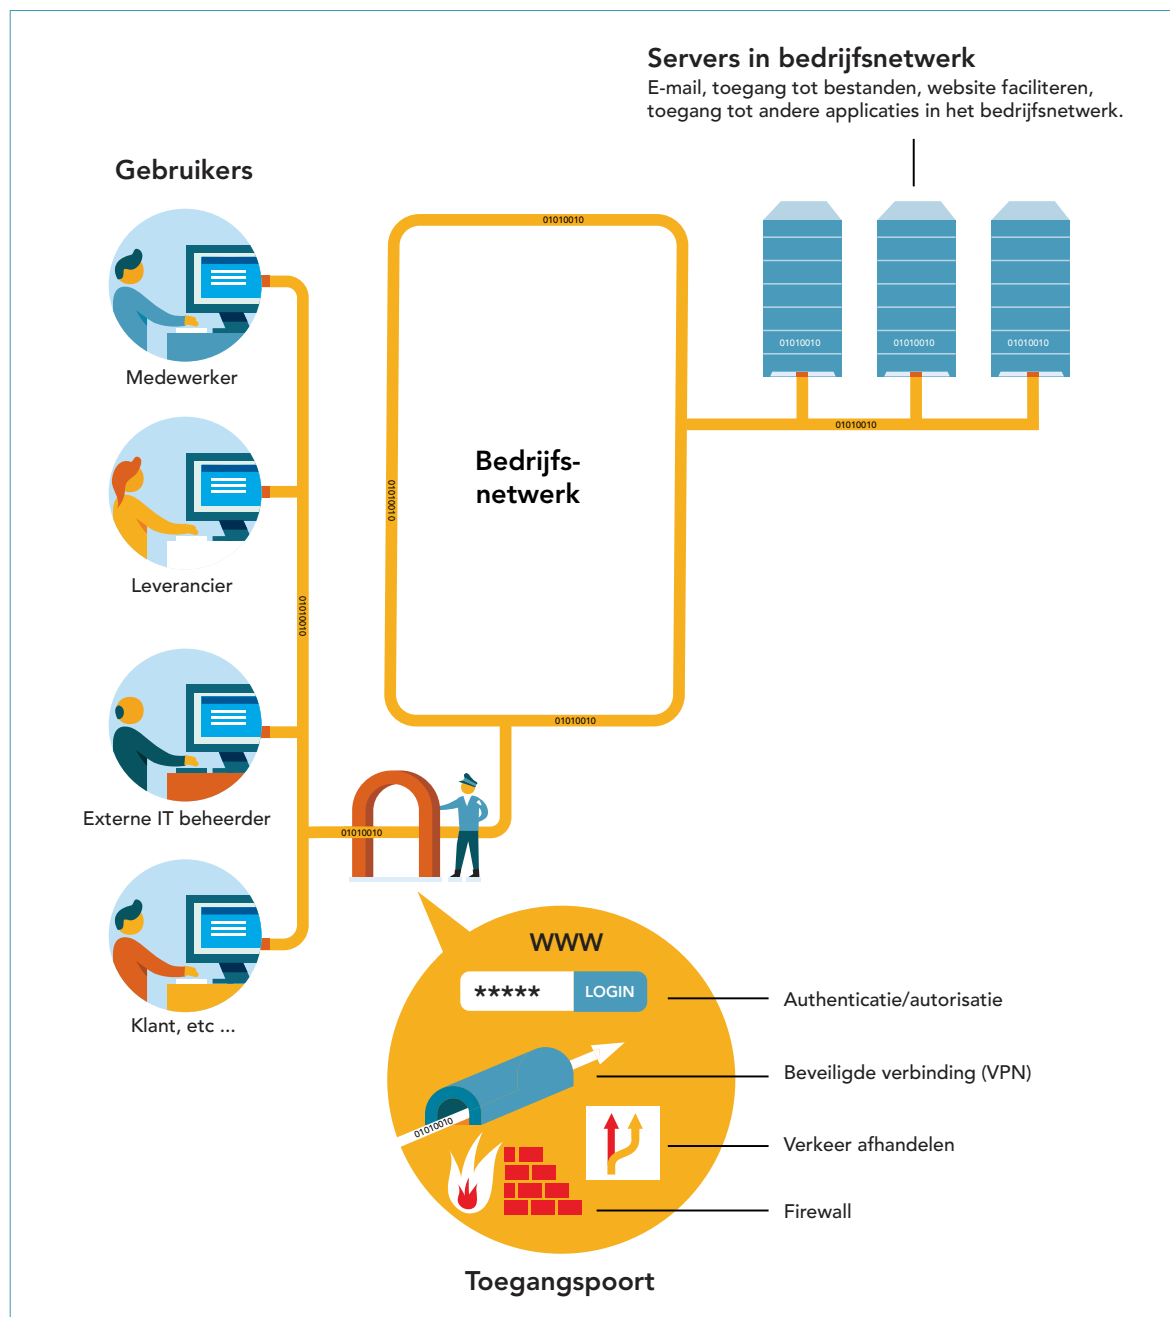 Servers in bedrijfsnetwerk
E-mail, toegang tot bestanden, website faciliteren,
toegang tot andere applicaties in het bedrijfsnetwerk.
Gebruikers
01010010
01010010
01010010
01010010
Medewerker
01010010
Bedrijfs-
netwerk
01010010
Leverancier
01010010
01010010
Externe IT beheerder
01010010
Klant, etc ...
WWW
***** LOGIN
Authenticatie/autorisatie
Beveiligde verbinding (VPN)
01010010
Verkeer afhandelen
Firewall
Toegangspoort